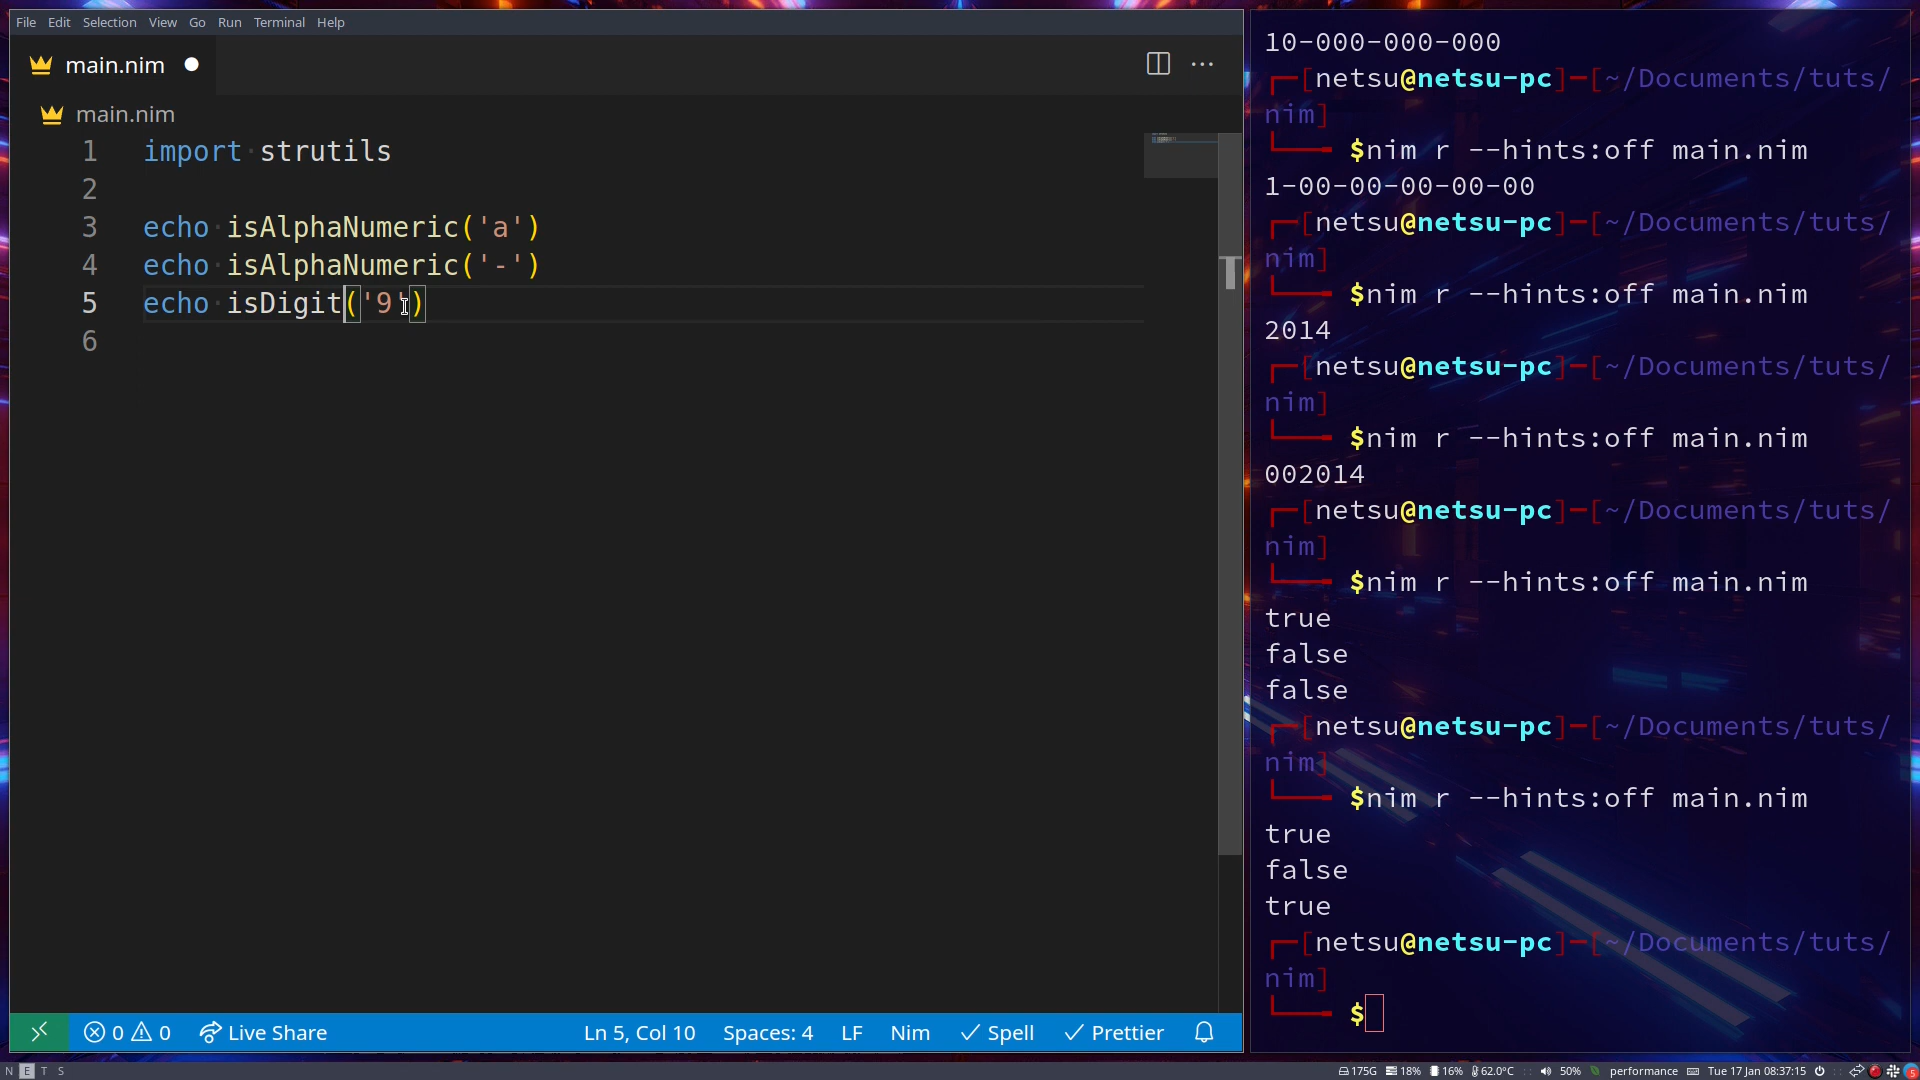 File Edit Selection View Go Run Terminal Help
main.nim
main.nim
1 import strutils
2
3 echo isAlphaNumeric('a')
4 echo isAlphaNumeric('-')
5 echo isDigit('9')
6
0 0 Live Share Ln 5, Col 10 Spaces: 4 LF Nim Spell Prettier
10-000-000-000
[netsu@netsu-pc]-[~/Documents/tuts/
nim]
$nim r --hints:off main.nim
1-00-00-00-00-00
[netsu@netsu-pc]-[~/Documents/tuts/
nim]
$nim r --hints:off main.nim
2014
[netsu@netsu-pc]-[~/Documents/tuts/
nim]
$nim r --hints:off main.nim
002014
[netsu@netsu-pc]-[~/Documents/tuts/
nim]
$nim r --hints:off main.nim
true
false
false
[netsu@netsu-pc]-[~/Documents/tuts/
nim]
$nim r --hints:off main.nim
true
false
true
[netsu@netsu-pc]-[~/Documents/tuts/
nim]
$
N E T S 175G 18% 16% 62.0°C 50% performance Tue 17 Jan 08:37:15 5